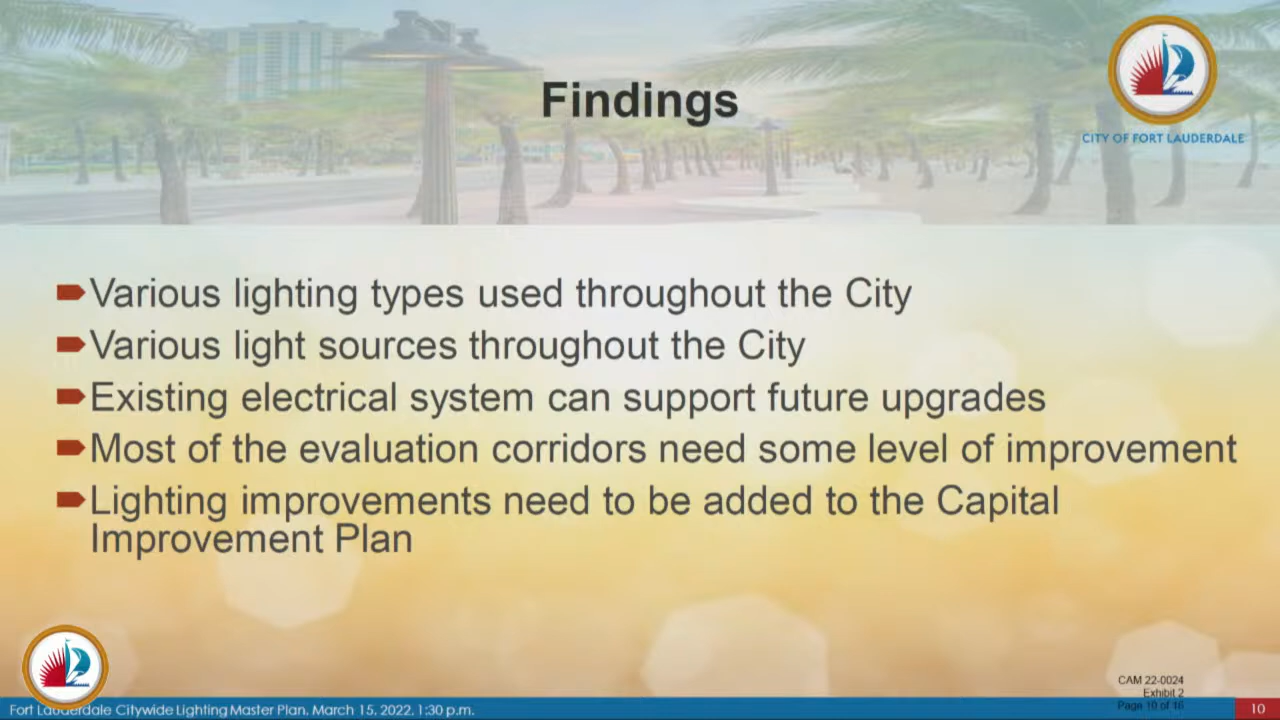 Findings
CITY OF FORT LAUDERDALE
Various lighting types used throughout the City
Various light sources throughout the City
Existing electrical system can support future upgrades
Most of the evaluation corridors need some level of improvement
Lighting improvements need to be added to the Capital
Improvement Plan
CAM 22-0024
Exhibit 2
Page 10 of 16
Fort Lauderdale Citywide Lighting Master Plan, March 15, 2022, 1:30 p.m.
10